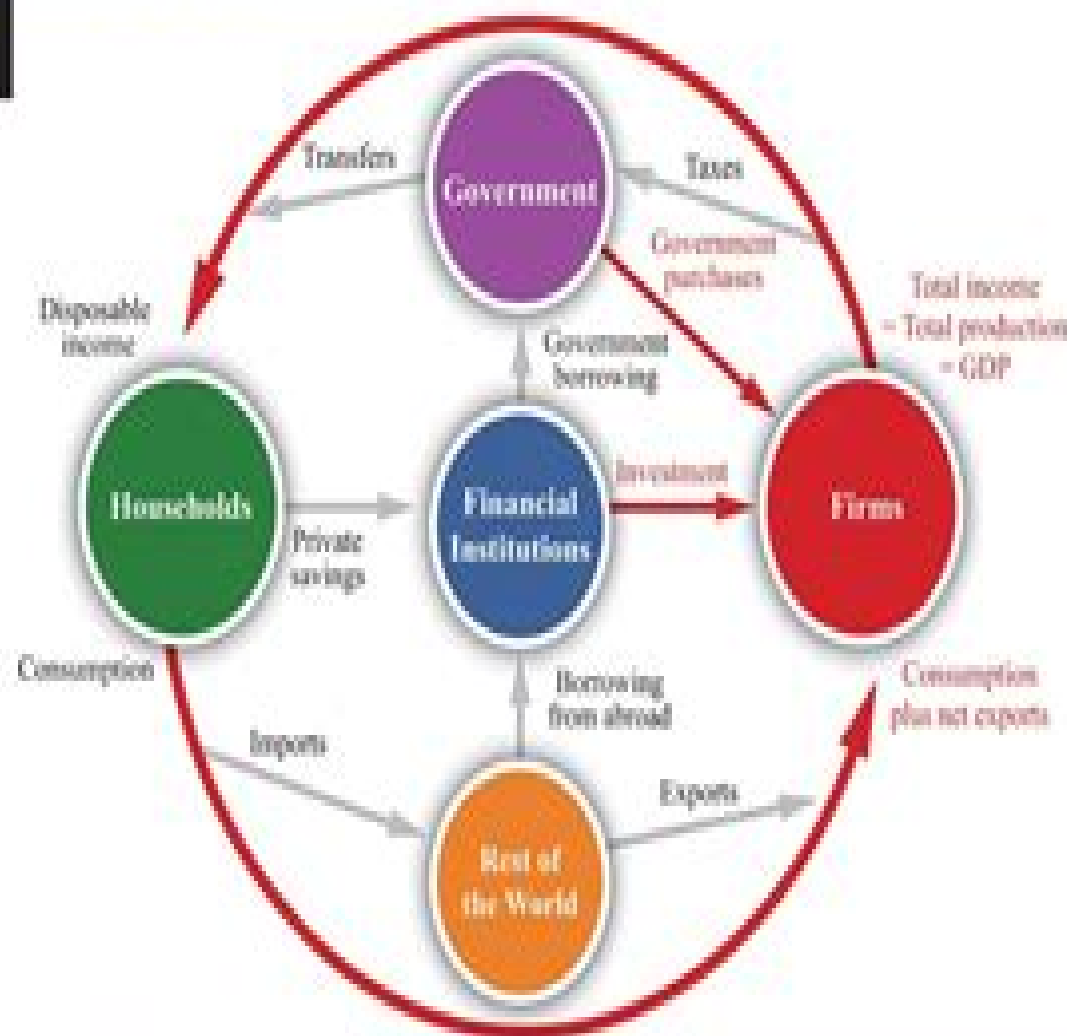 Transfers
Government
Taxes
Government
purchases
Disposable
income
Total income
= Total production
= GDP
Government
borrowing
Households
Private
savings
Financial
Institutions
Investment
Firms
Consumption
Borrowing
from abroad
Consumption
plus net exports
Imports
Exports
Rest of
the World